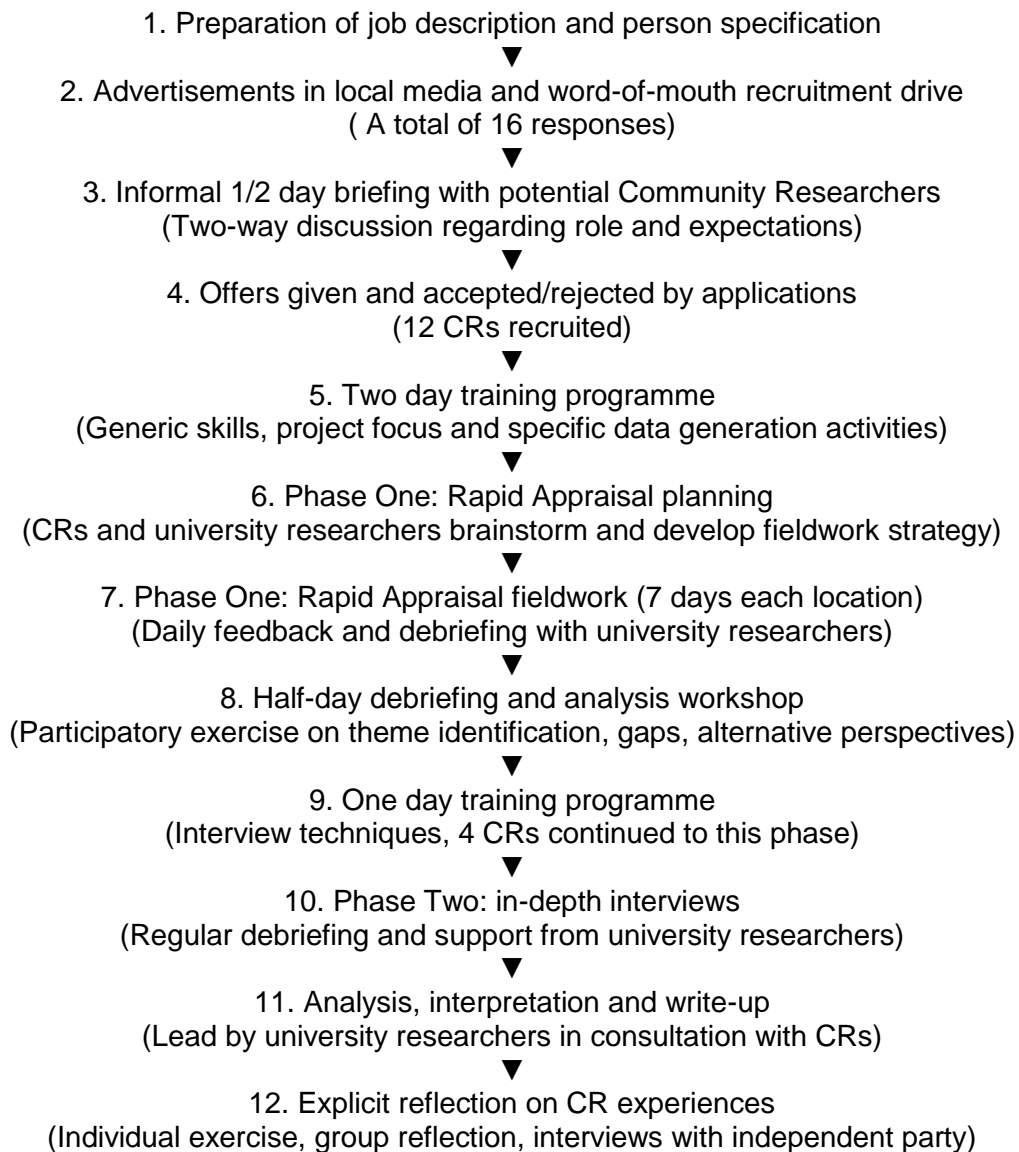 1. Preparation of job description and person specification
▼
2. Advertisements in local media and word-of-mouth recruitment drive
( A total of 16 responses)
▼
3. Informal 1/2 day briefing with potential Community Researchers
(Two-way discussion regarding role and expectations)
▼
4. Offers given and accepted/rejected by applications
(12 CRs recruited)
▼
5. Two day training programme
(Generic skills, project focus and specific data generation activities)
▼
6. Phase One: Rapid Appraisal planning
(CRs and university researchers brainstorm and develop fieldwork strategy)
▼
7. Phase One: Rapid Appraisal fieldwork (7 days each location)
(Daily feedback and debriefing with university researchers)
▼
8. Half-day debriefing and analysis workshop
(Participatory exercise on theme identification, gaps, alternative perspectives)
▼
9. One day training programme
(Interview techniques, 4 CRs continued to this phase)
▼
10. Phase Two: in-depth interviews
(Regular debriefing and support from university researchers)
▼
11. Analysis, interpretation and write-up
(Lead by university researchers in consultation with CRs)
▼
12. Explicit reflection on CR experiences
(Individual exercise, group reflection, interviews with independent party)